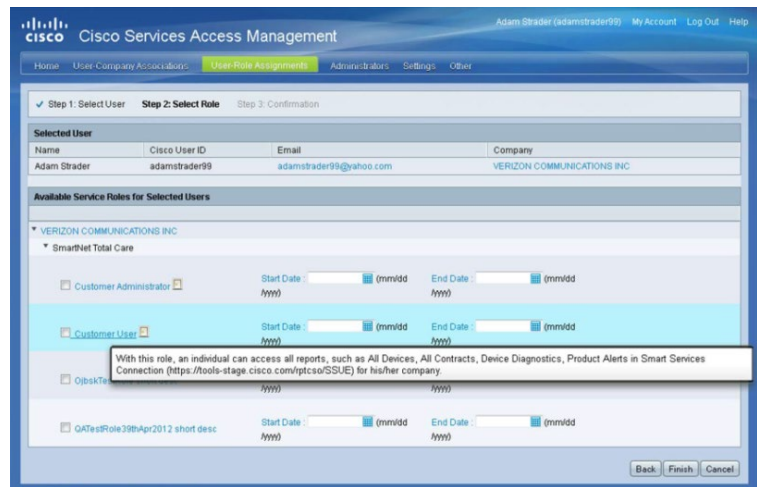 Adam Strader (adamstrader99) My Account Log Out Help
CISCO Cisco Services Access Management
Home User-Company Associations User-Role Assignments Administrators Settings Other
✓ Step 1: Select User Step 2: Select Role Step 3: Confirmation
Selected User
Name Cisco User ID Email Company
Adam Strader adamstrader99 adamstrader99@yahoo.com VERIZON COMMUNICATIONS INC
Available Service Roles for Selected Users
VERIZON COMMUNICATIONS INC
SmartNet Total Care
Customer Administrator Start Date : (mm/dd End Date : (mm/dd
/yyyy) /yyyy)
Customer User Start Date : (mm/dd End Date : (mm/dd
/yyyy) /yyyy)
With this role, an individual can access all reports, such as All Devices, All Contracts, Device Diagnostics, Product Alerts in Smart Services
Connection (https://tools-stage.cisco.com/rptcso/SSUE) for his/her company.
/yyyy) /yyyy)
QATestRole39thApr2012 short desc Start Date : (mm/dd End Date : (mm/dd
/yyyy) /yyyy)
Back Finish Cancel